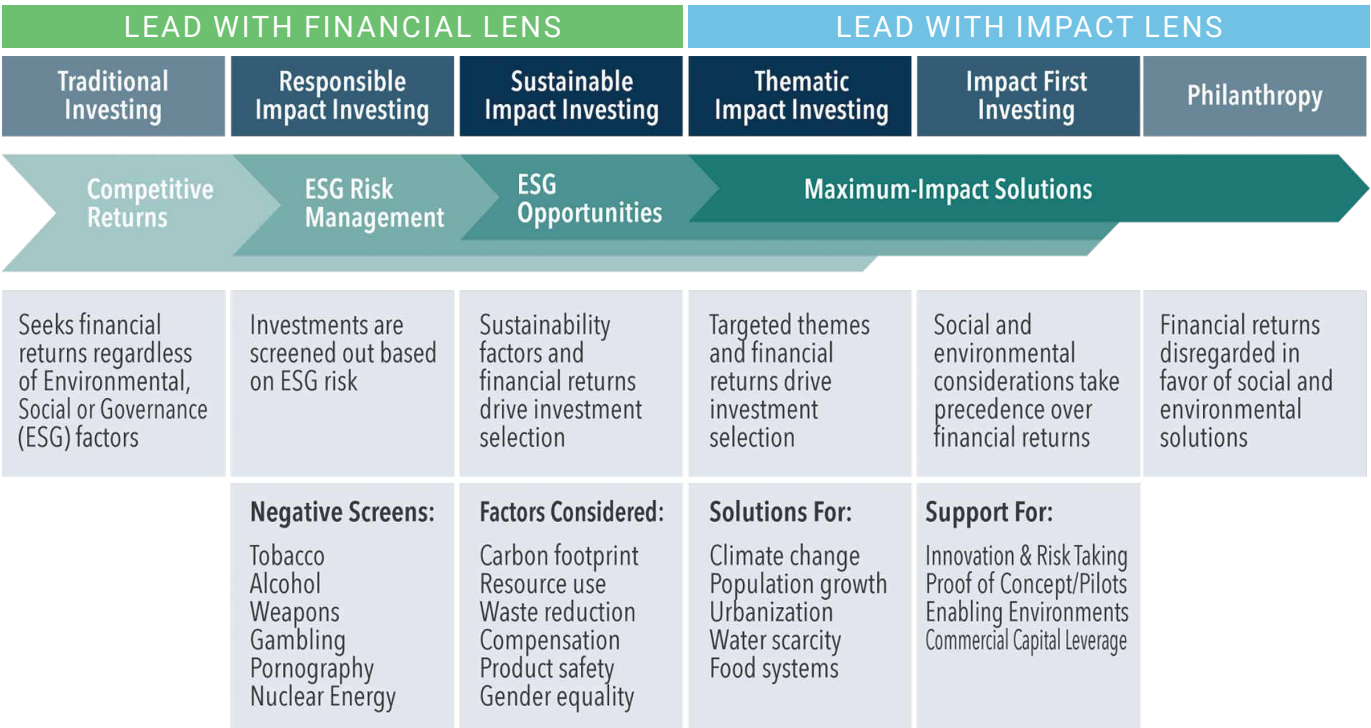 LEAD WITH FINANCIAL LENS
LEAD WITH IMPACT LENS
Traditional
Investing
Responsible
Impact Investing
Sustainable
Impact Investing
Thematic
Impact Investing
Impact First
Investing
Philanthropy
Competitive
Returns
ESG Risk
Management
ESG
Opportunities
Maximum-Impact Solutions
Seeks financial
returns regardless
of Environmental,
Social or Governance
(ESG) factors
Investments are
screened out based
on ESG risk
Sustainability
factors and
financial returns
drive investment
selection
Targeted themes
and financial
returns drive
investment
selection
Social and
environmental
considerations take
precedence over
financial returns
Financial returns
disregarded in
favor of social and
environmental
solutions
Negative Screens:
Tobacco
Alcohol
Weapons
Gambling
Pornography
Nuclear Energy
Factors Considered:
Carbon footprint
Resource use
Waste reduction
Compensation
Product safety
Gender equality
Solutions For:
Climate change
Population growth
Urbanization
Water scarcity
Food systems
Support For:
Innovation & Risk Taking
Proof of Concept/Pilots
Enabling Environments
Commercial Capital Leverage